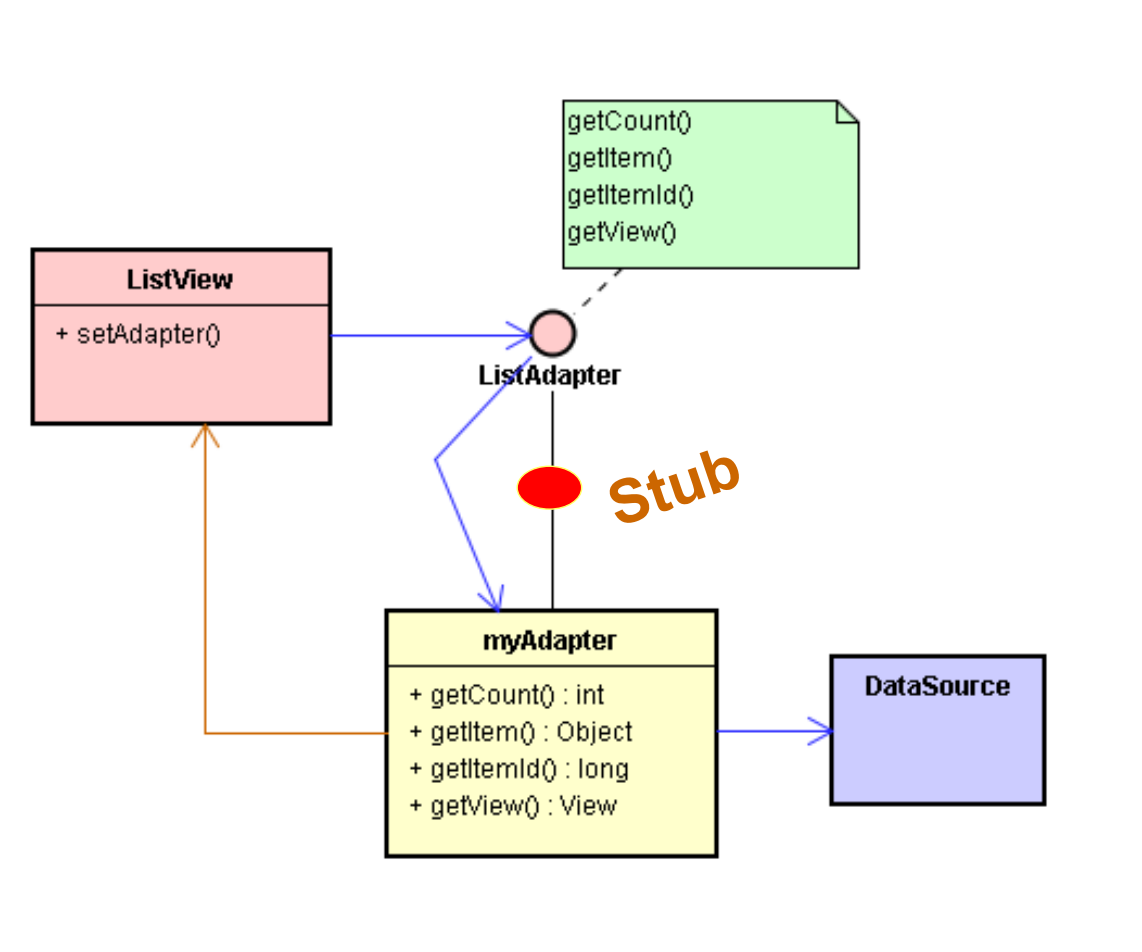 getCount()
getItem()
getItemId()
getView()
ListView
+ setAdapter()
ListAdapter
Stub
myAdapter
+ getCount() : int
+ getItem() : Object
+ getItemId() : long
+ getView() : View
DataSource